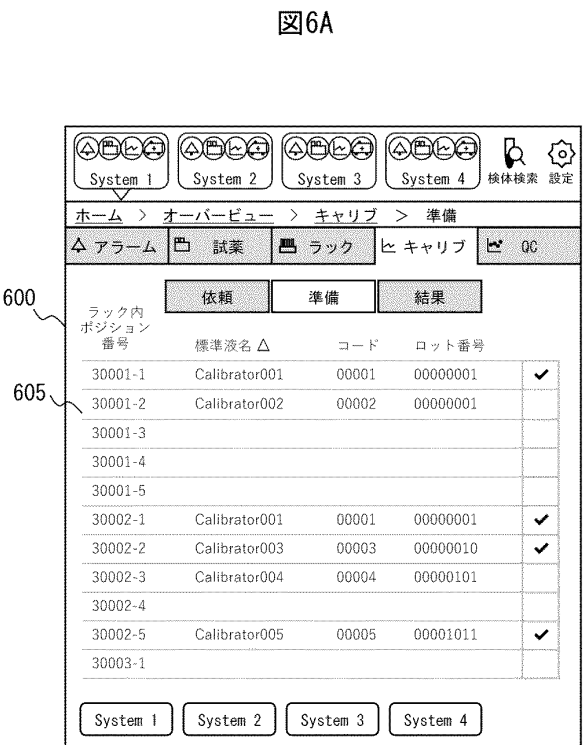 図6A
System 1 System 2 System 3 System 4 検体検索 設定
ホーム > オーバービュー > キャリブ > 準備
アラーム 試薬 ラック キャリブ QC
600
依頼 準備 結果
ラック内
ポジション
番号 標準液名 △ コード ロット番号
605
30001-1 Calibrator001 00001 00000001 ✓
30001-2 Calibrator002 00002 00000001
30001-3
30001-4
30001-5
30002-1 Calibrator001 00001 00000001 ✓
30002-2 Calibrator003 00003 00000010 ✓
30002-3 Calibrator004 00004 00000101
30002-4
30002-5 Calibrator005 00005 00001011 ✓
30003-1
System 1 System 2 System 3 System 4